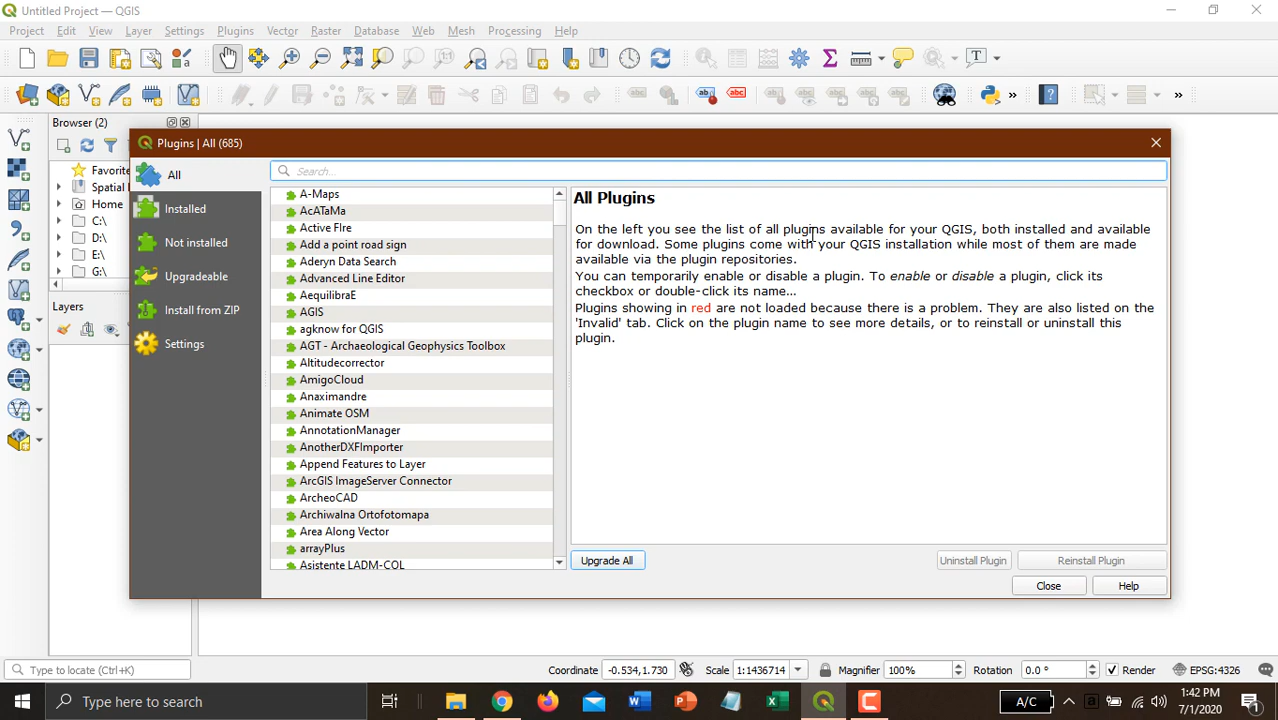 Untitled Project — QGIS
Project Edit View Layer Settings Plugins Vector Raster Database Web Mesh Processing Help
abc abc abc abc abc abc abc
Browser (2)
Favorite
Spatial
Home
C:\
D:\
E:\
G:\
Layers
Plugins | All (685)
All
Installed
Not installed
Upgradeable
Install from ZIP
Settings
Search...
A-Maps
AcATaMa
Active FIre
Add a point road sign
Aderyn Data Search
Advanced Line Editor
AequilibraE
AGIS
agknow for QGIS
AGT - Archaeological Geophysics Toolbox
Altitudecorrector
AmigoCloud
Anaximandre
Animate OSM
AnnotationManager
AnotherDXFImporter
Append Features to Layer
ArcGIS ImageServer Connector
ArcheoCAD
Archiwalna Ortofotomapa
Area Along Vector
arrayPlus
Asistente LADM-COL
All Plugins
On the left you see the list of all plugins available for your QGIS, both installed and available
for download. Some plugins come with your QGIS installation while most of them are made
available via the plugin repositories.
You can temporarily enable or disable a plugin. To enable or disable a plugin, click its
checkbox or double-click its name...
Plugins showing in red are not loaded because there is a problem. They are also listed on the
'Invalid' tab. Click on the plugin name to see more details, or to reinstall or uninstall this
plugin.
Upgrade All
Uninstall Plugin
Reinstall Plugin
Close
Help
Type to locate (Ctrl+K)
Coordinate -0.534,1.730
Scale 1:1436714
Magnifier 100%
Rotation 0.0 °
Render
EPSG:4326
Type here to search
A/C
1:42 PM
7/1/2020